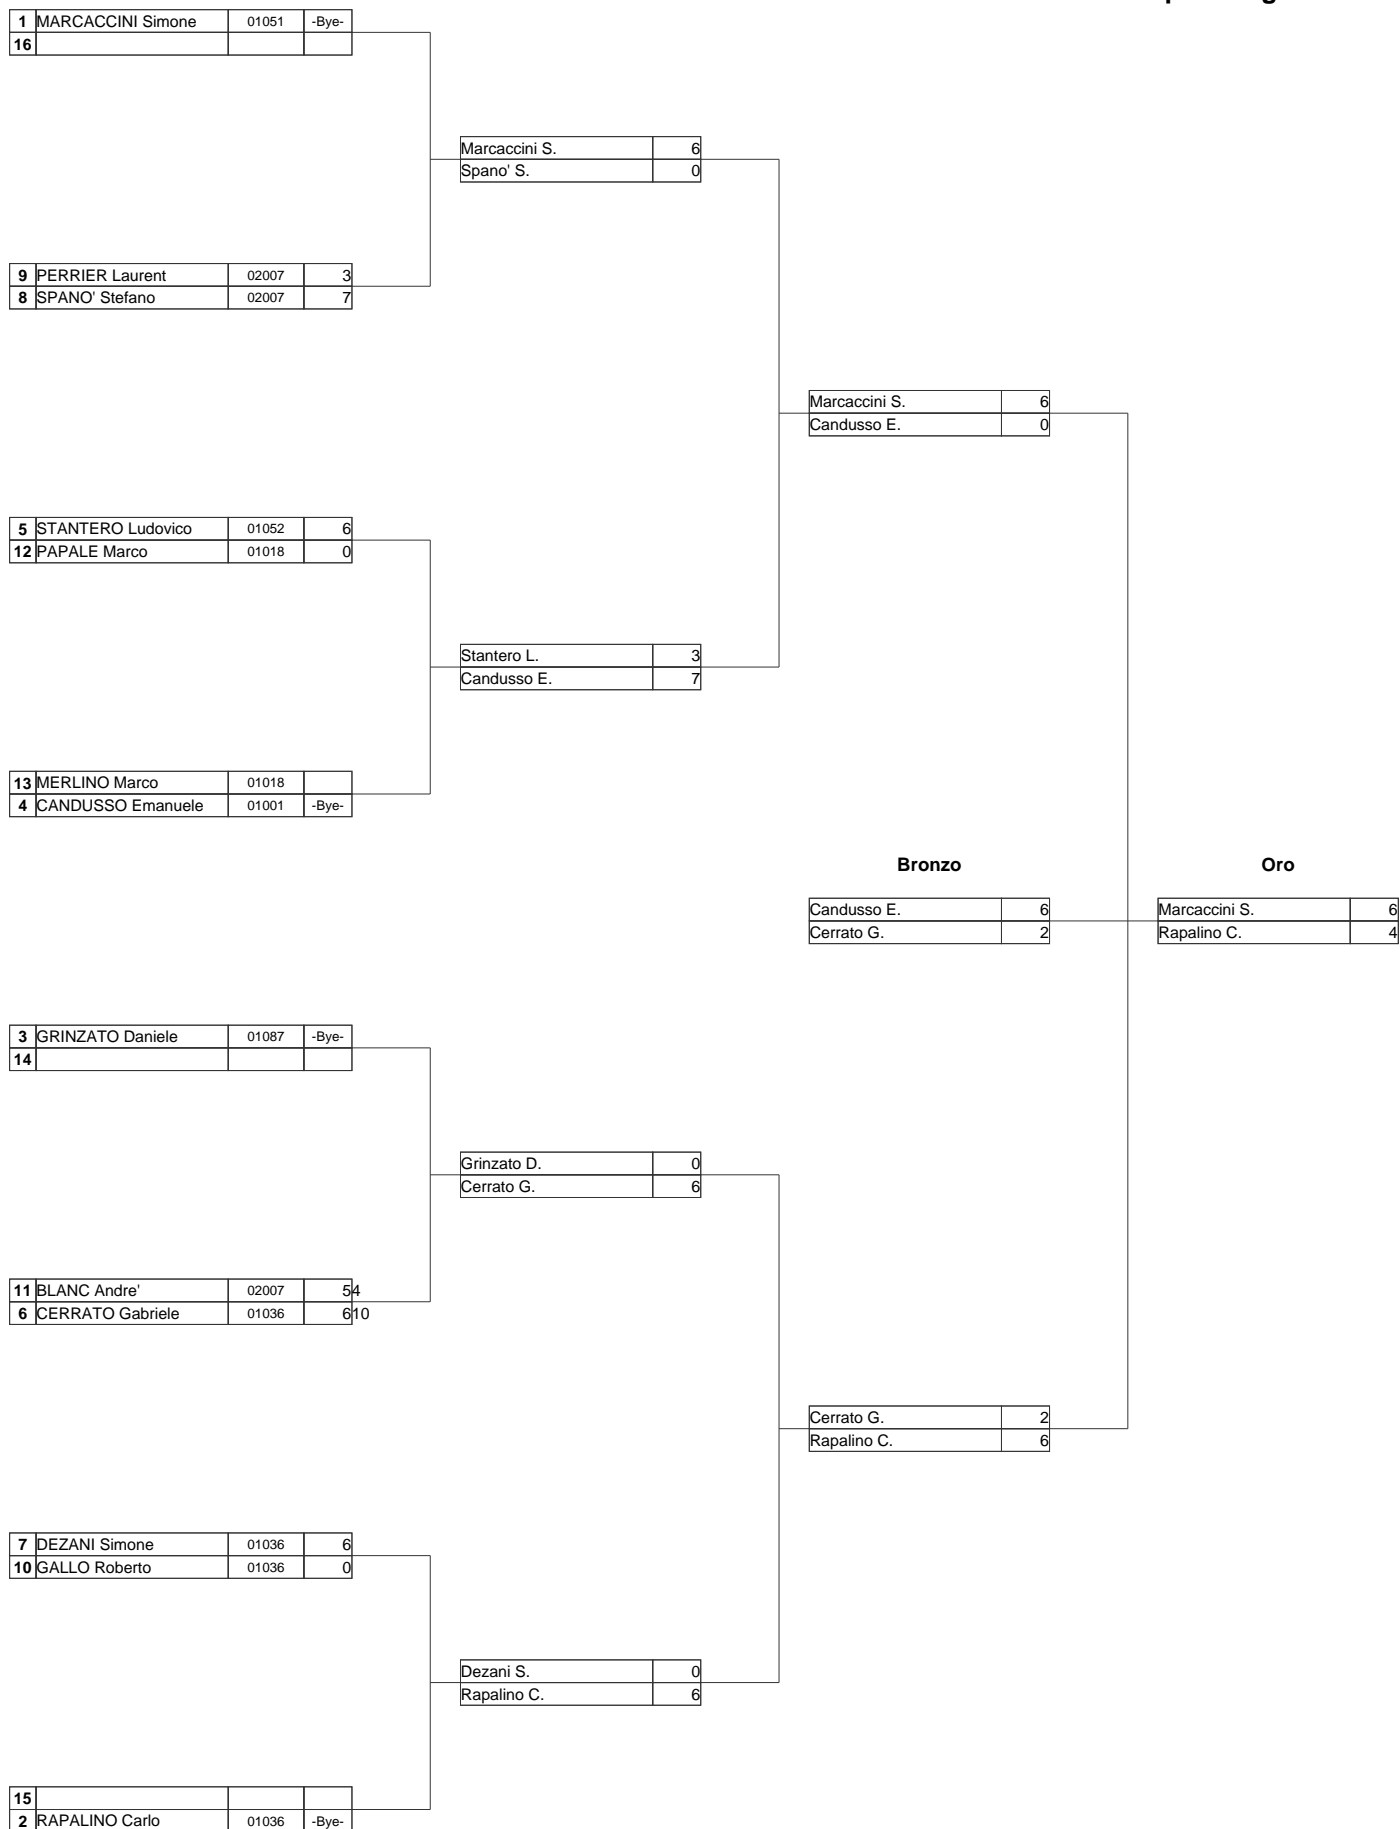 1 MARCACCINI Simone 01051 -Bye-
16
Marcaccini S. 6
Spano' S. 0
9 PERRIER Laurent 02007 3
8 SPANO' Stefano 02007 7
Marcaccini S. 6
Candusso E. 0
5 STANTERO Ludovico 01052 6
12 PAPALE Marco 01018 0
Stantero L. 3
Candusso E. 7
13 MERLINO Marco 01018
4 CANDUSSO Emanuele 01001 -Bye-
Bronzo Oro
Candusso E. 6 Marcaccini S. 6
Cerrato G. 2 Rapalino C. 4
3 GRINZATO Daniele 01087 -Bye-
14
Grinzato D. 0
Cerrato G. 6
11 BLANC Andre' 02007 54
6 CERRATO Gabriele 01036 610
Cerrato G. 2
Rapalino C. 6
7 DEZANI Simone 01036 6
10 GALLO Roberto 01036 0
Dezani S. 0
Rapalino C. 6
15
2 RAPALINO Carlo 01036 -Bye-